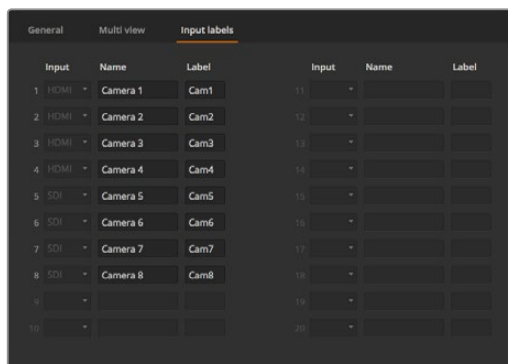 General Multi view Input labels
Input Name Label Input Name Label
1 HDMI Camera 1 Cam1 11
2 HDMI Camera 2 Cam2 12
3 HDMI Camera 3 Cam3 13
4 HDMI Camera 4 Cam4 14
5 SDI Camera 5 Cam5 15
6 SDI Camera 6 Cam6 16
7 SDI Camera 7 Cam7 17
8 SDI Camera 8 Cam8 18
9 19
10 20